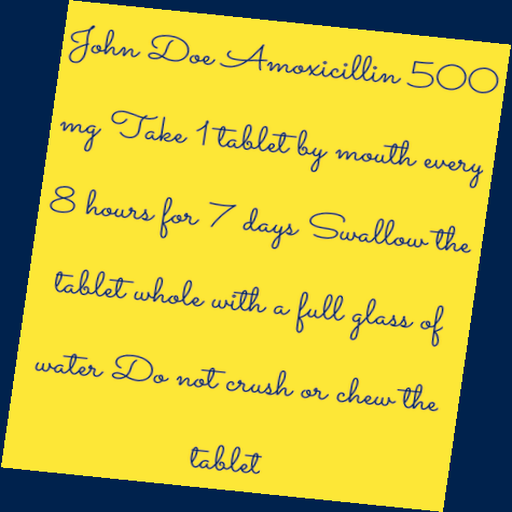 John Doe Amoxicillin 500
mg Take 1 tablet by mouth every
8 hours for 7 days Swallow the
tablet whole with a full glass of
water Do not crush or chew the
tablet